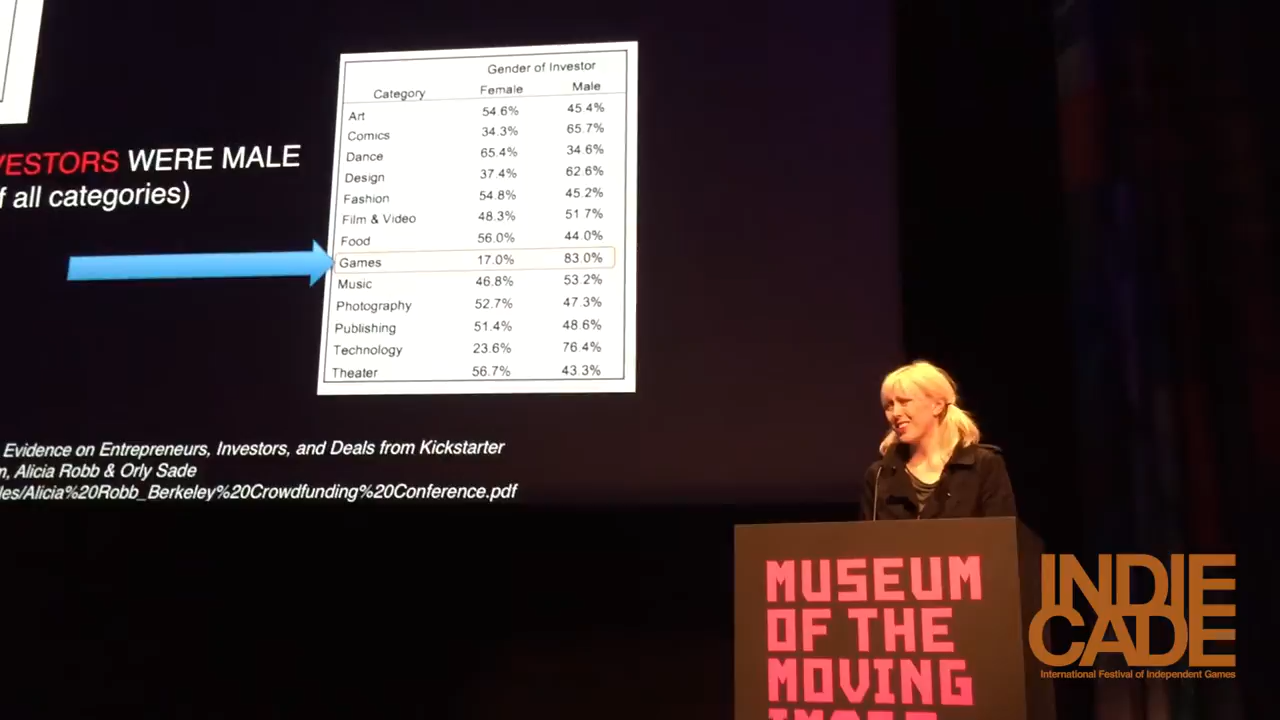 Gender of Investor
Category Female Male
Art 54.6% 45.4%
Comics 34.3% 65.7%
Dance 65.4% 34.6%
Design 37.4% 62.6%
Fashion 54.8% 45.2%
Film & Video 48.3% 51.7%
Food 56.0% 44.0%
Games 17.0% 83.0%
Music 46.8% 53.2%
Photography 52.7% 47.3%
Publishing 51.4% 48.6%
Technology 23.6% 76.4%
Theater 56.7% 43.3%
VESTORS WERE MALE
f all categories)
Evidence on Entrepreneurs, Investors, and Deals from Kickstarter
n, Alicia Robb & Orly Sade
les/Alicia%20Robb_Berkeley%20Crowdfunding%20Conference.pdf
MUSEUM
OF THE
MOVING
IMAGE
INDIE
CADE
International Festival of Independent Games